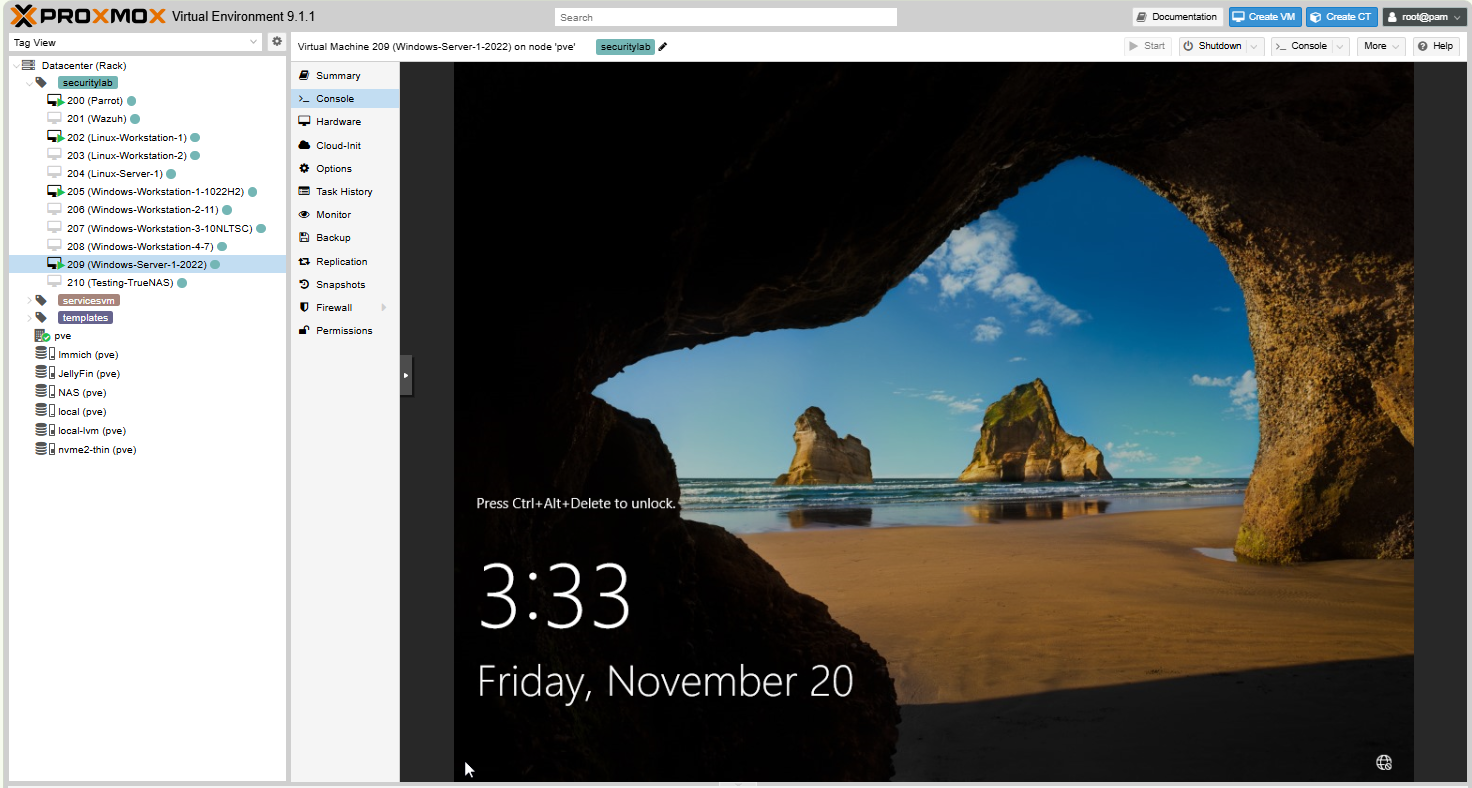 PROXMOX Virtual Environment 9.1.1
Search
Documentation
Create VM
Create CT
root@pam
Tag View
Virtual Machine 209 (Windows-Server-1-2022) on node 'pve'
securitylab
Start
Shutdown
Console
More
Help
Datacenter (Rack)
securitylab
200 (Parrot)
201 (Wazuh)
202 (Linux-Workstation-1)
203 (Linux-Workstation-2)
204 (Linux-Server-1)
205 (Windows-Workstation-1-1022H2)
206 (Windows-Workstation-2-11)
207 (Windows-Workstation-3-10NLTSC)
208 (Windows-Workstation-4-7)
209 (Windows-Server-1-2022)
210 (Testing-TrueNAS)
servicesvm
templates
pve
Immich (pve)
JellyFin (pve)
NAS (pve)
local (pve)
local-lvm (pve)
nvme2-thin (pve)
Summary
Console
Hardware
Cloud-Init
Options
Task History
Monitor
Backup
Replication
Snapshots
Firewall
Permissions
Press Ctrl+Alt+Delete to unlock.
3:33
Friday, November 20